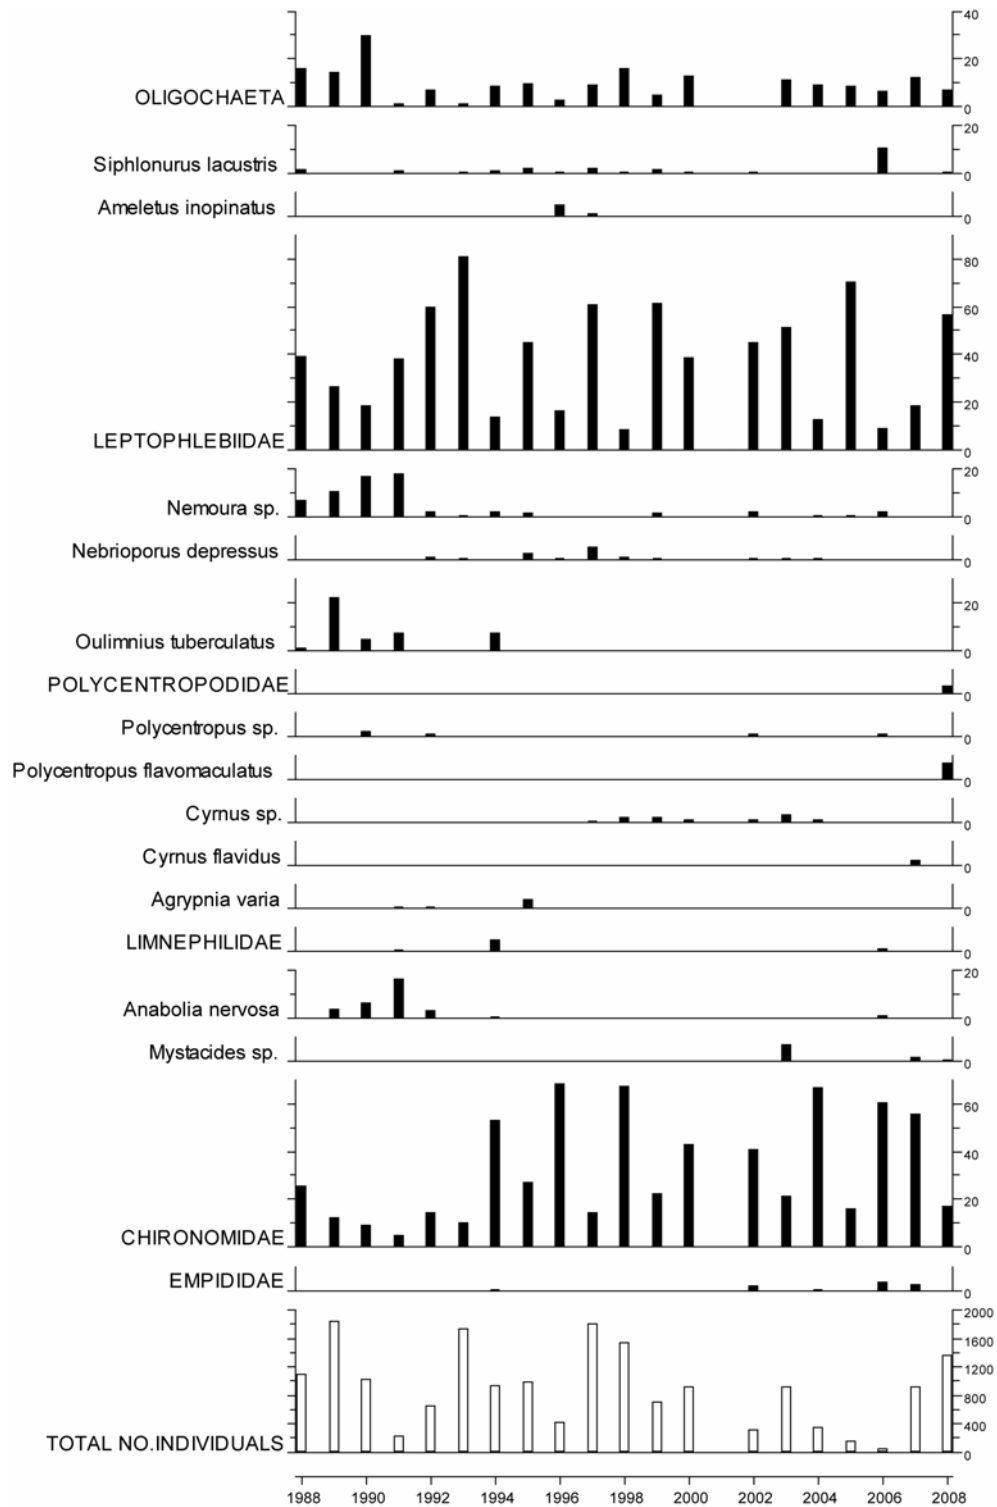 40
20
OLIGOCHAETA
0
20
Siphlonurus lacustris
0
Ameletus inopinatus
0
80
60
40
20
LEPTOPHLEBIIDAE
0
20
Nemoura sp.
0
Nebrioporus depressus
0
20
Oulimnius tuberculatus
0
POLYCENTROPODIDAE
0
Polycentropus sp.
0
Polycentropus flavomaculatus
0
Cyrnus sp.
0
Cyrnus flavidus
0
Agrypnia varia
0
LIMNEPHILIDAE
0
20
Anabolia nervosa
0
Mystacides sp.
0
60
40
20
CHIRONOMIDAE
0
EMPIDIDAE
0
2000
1600
1200
800
400
TOTAL NO.INDIVIDUALS
0
1988 1990 1992 1994 1996 1998 2000 2002 2004 2006 2008